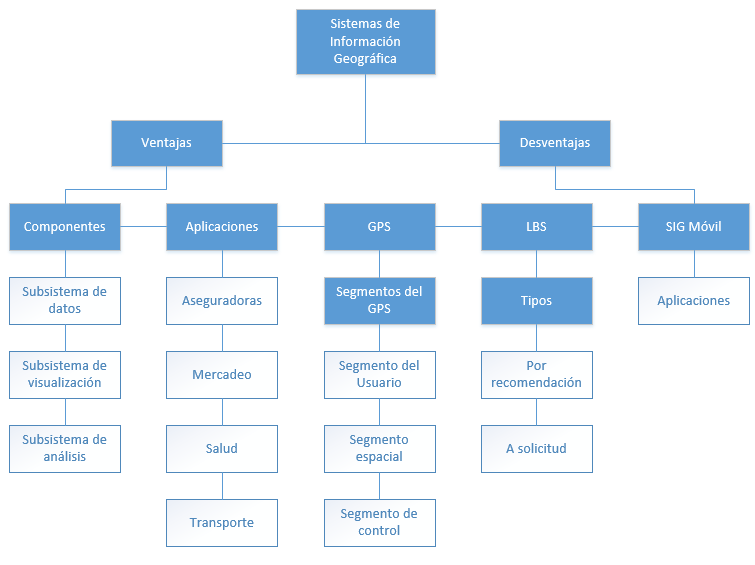 Sistemas de
Información
Geográfica
Ventajas
Desventajas
Componentes
Aplicaciones
GPS
LBS
SIG Móvil
Subsistema de
datos
Aseguradoras
Segmentos del
GPS
Tipos
Aplicaciones
Subsistema de
visualización
Mercadeo
Segmento del
Usuario
Por
recomendación
Subsistema de
análisis
Salud
Segmento
espacial
A solicitud
Transporte
Segmento de
control